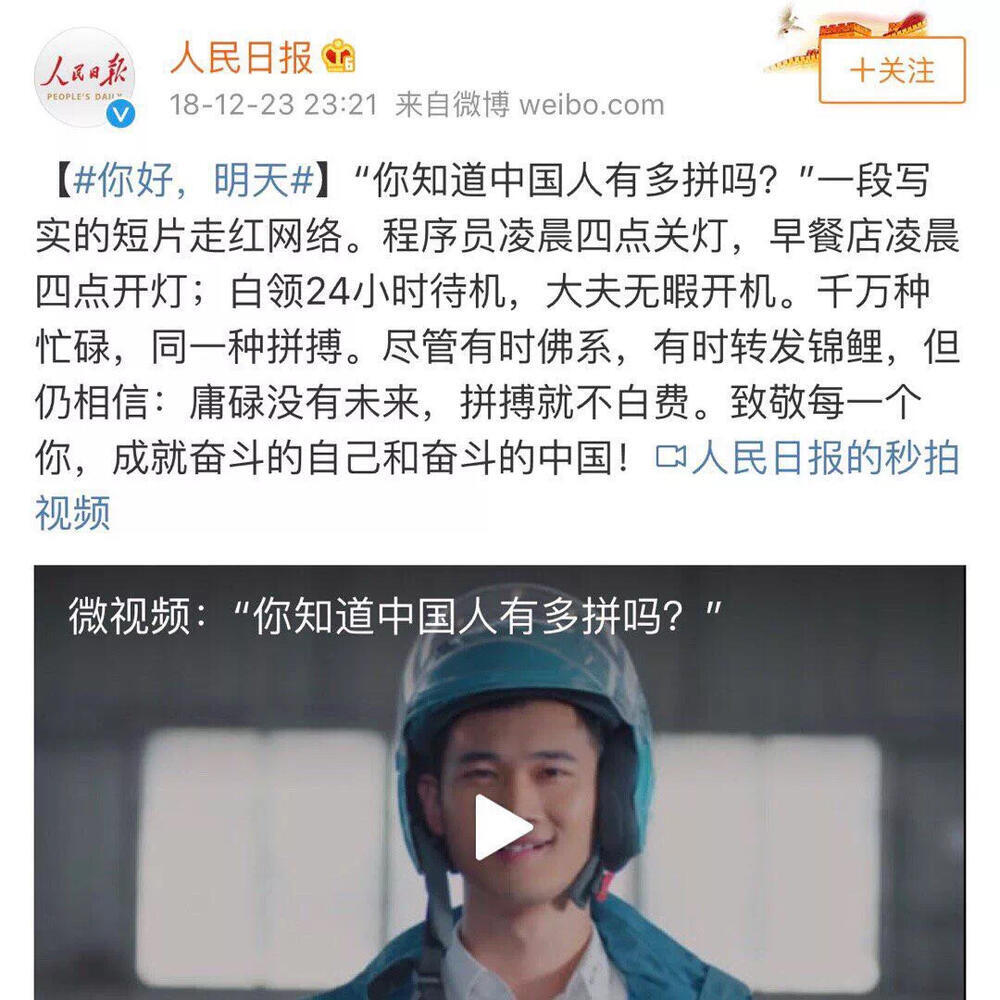 人民日报
PEOPLE'S DAILY
人民日报
18-12-23 23:21 来自微博 weibo.com
十关注
【#你好，明天#】“你知道中国人有多拼吗？”一段写
实的短片走红网络。程序员凌晨四点关灯，早餐店凌晨
四点开灯；白领24小时待机，大夫无暇开机。千万种
忙碌，同一种拼搏。尽管有时佛系，有时转发锦鲤，但
仍相信：庸碌没有未来，拼搏就不白费。致敬每一个
你，成就奋斗的自己和奋斗的中国！人民日报的秒拍
视频
微视频：“你知道中国人有多拼吗？”